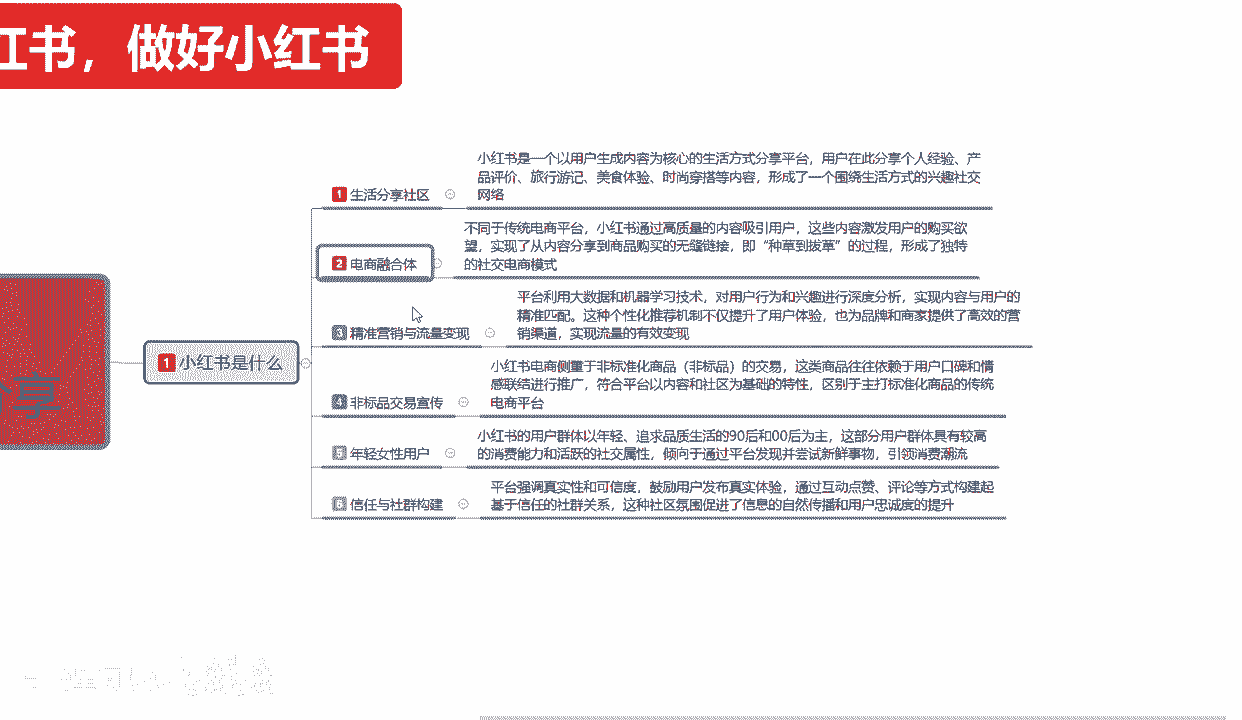 红书，做好小红书
享
1 小红书是什么
1 生活分享社区
小红书是一个以用户生成内容为核心的生活方式分享平台，用户在此分享个人经验、产
品评价、旅行游记、美食体验、时尚穿搭等内容，形成了一个围绕生活方式的兴趣社交
网络
2 电商融合体
不同于传统电商平台，小红书通过高质量的内容吸引用户，这些内容激发用户的购买欲
望，实现了从内容分享到商品购买的无缝链接，即“种草到拔草”的过程，形成了独特
的社交电商模式
3 精准营销与流量变现
平台利用大数据和机器学习技术，对用户行为和兴趣进行深度分析，实现内容与用户的
精准匹配。这种个性化推荐机制不仅提升了用户体验，也为品牌和商家提供了高效的营
销渠道，实现流量的有效变现
4 非标品交易宣传
小红书电商侧重于非标准化商品（非标品）的交易，这类商品往往依赖于用户口碑和情
感联结进行推广，符合平台以内容和社区为基础的特性，区别于主打标准化商品的传统
电商平台
5 年轻女性用户
小红书的用户群体以年轻、追求品质生活的90后和00后为主，这部分用户群体具有较高
的消费能力和活跃的社交属性，倾向于通过平台发现并尝试新鲜事物，引领消费潮流
6 信任与社群构建
平台强调真实性和可信度，鼓励用户发布真实体验，通过互动点赞、评论等方式构建起
基于信任的社群关系，这种社区氛围促进了信息的自然传播和用户忠诚度的提升